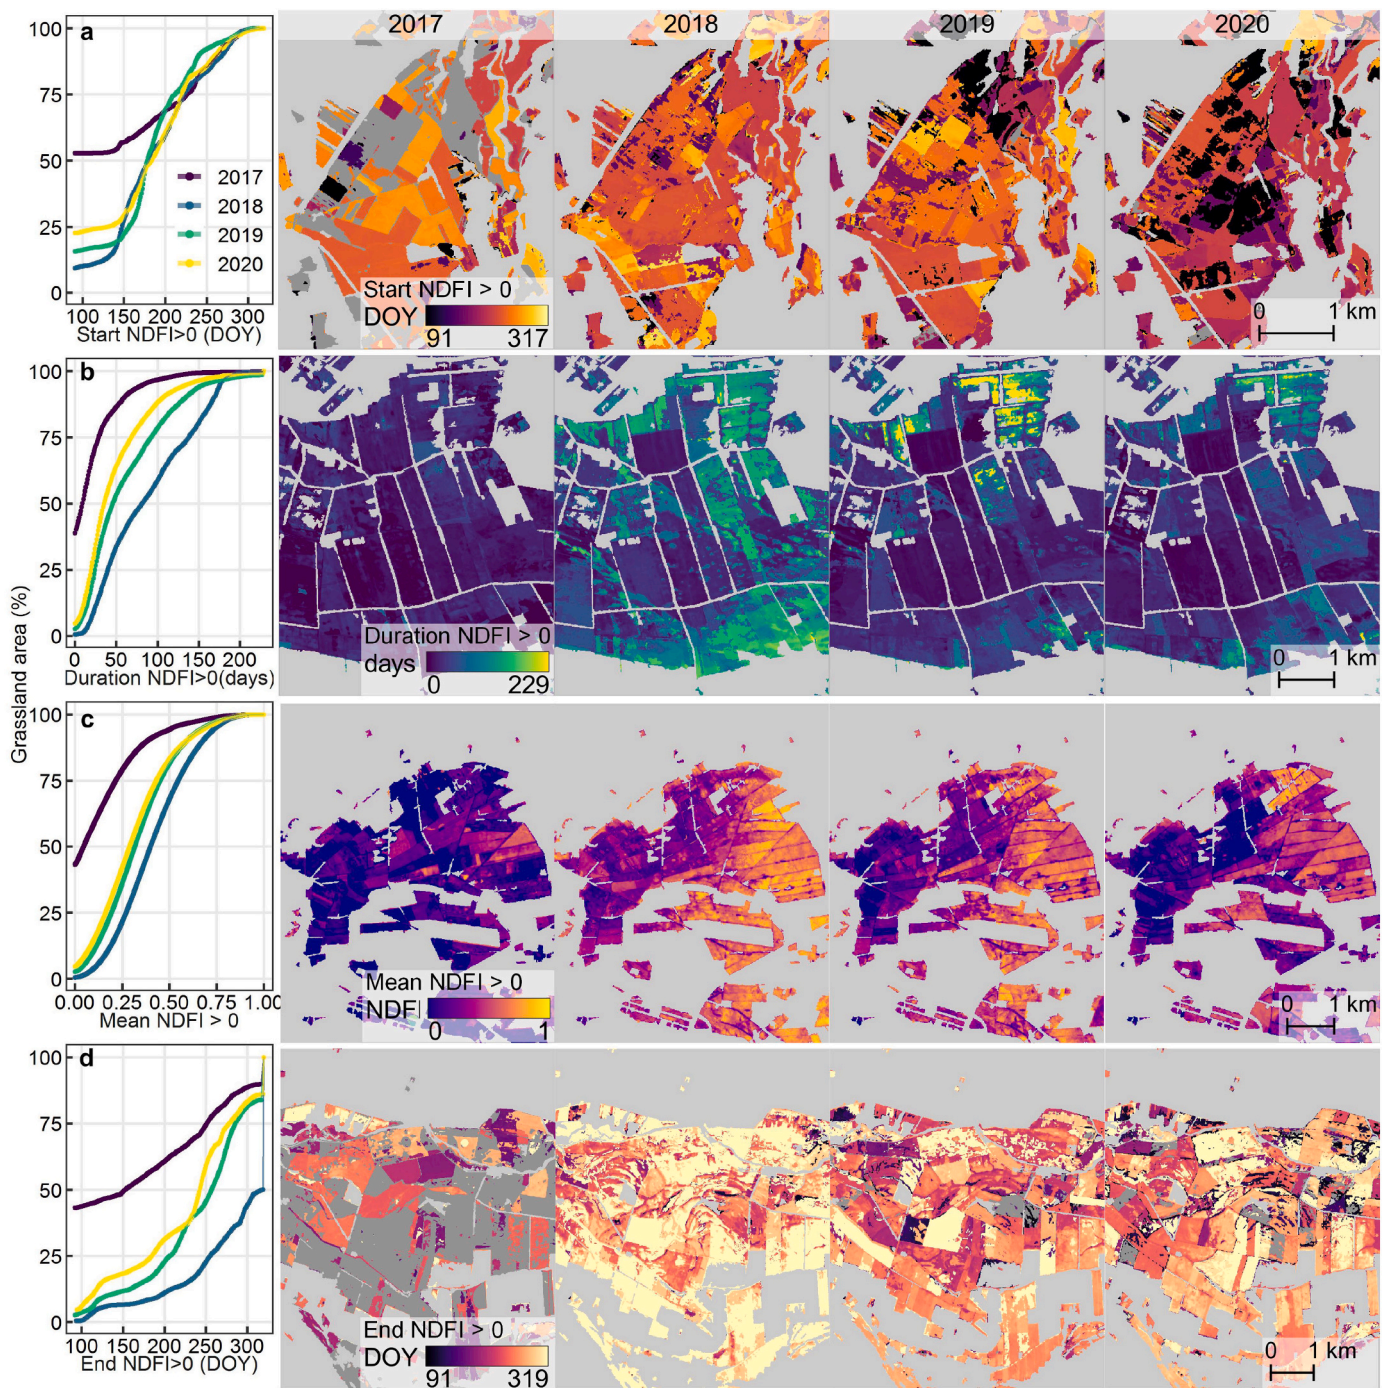 Grassland area (%)
a
100
75
50
25
0
2017
2018
2019
2020
100 150 200 250 300
Start NDFI>0 (DOY)
2017 2018 2019 2020
Start NDFI > 0
DOY
91 317
0 1 km
b
100
75
50
25
0
0 50 100 150 200
Duration NDFI>0(days)
Duration NDFI > 0
days
0 229
0 1 km
c
100
75
50
25
0
0.00 0.25 0.50 0.75 1.00
Mean NDFI > 0
Mean NDFI > 0
NDFI
0 1
0 1 km
d
100
75
50
25
0
100 150 200 250 300
End NDFI>0 (DOY)
End NDFI > 0
DOY
91 319
0 1 km